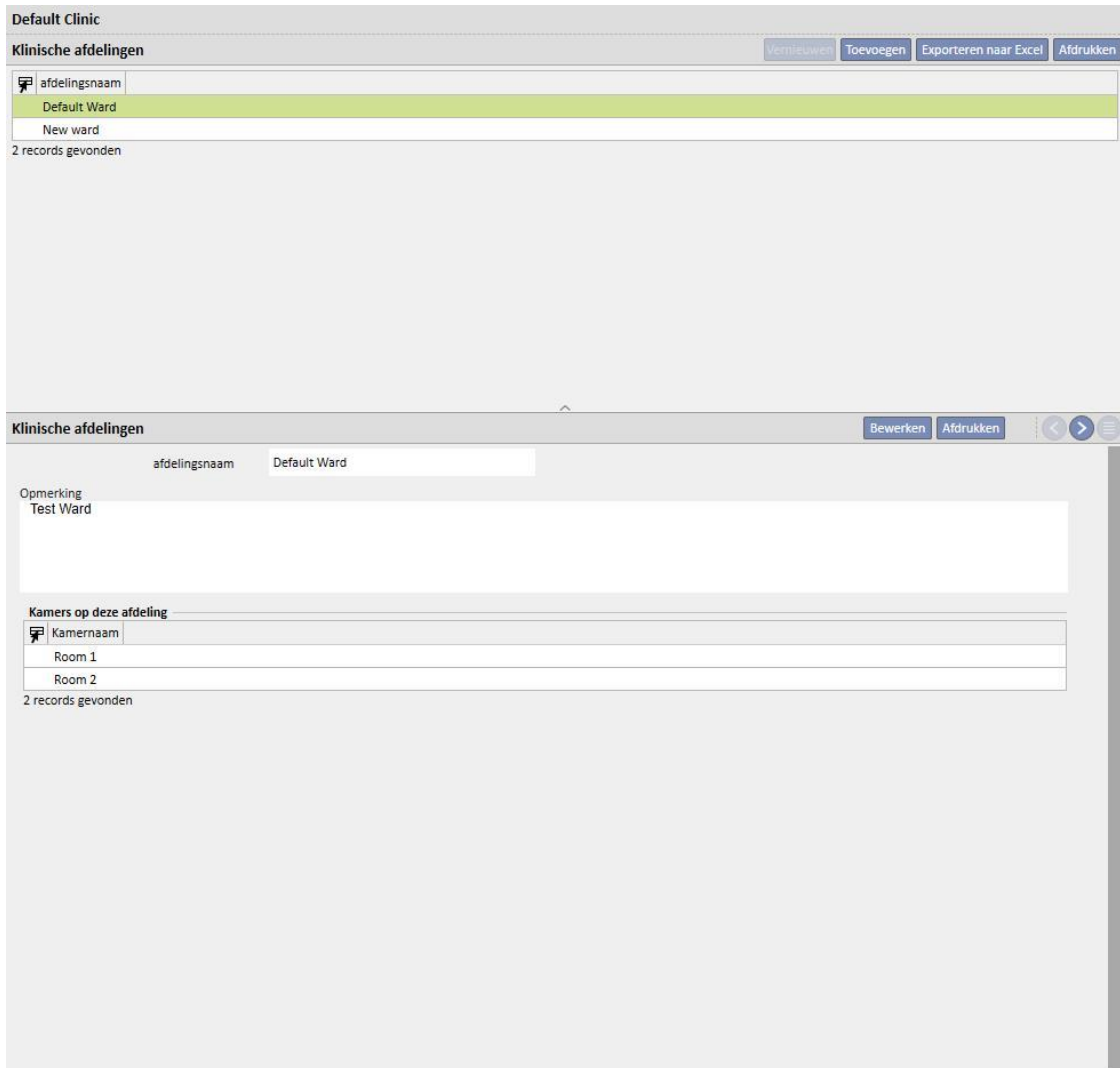 Default Clinic
Klinische afdelingen Vernieuwen Toevoegen Exporteren naar Excel Afdrukken
afdelingsnaam
Default Ward
New ward
2 records gevonden
Klinische afdelingen Bewerken Afdrukken
afdelingsnaam Default Ward
Opmerking
Test Ward
Kamers op deze afdeling
Kamernaam
Room 1
Room 2
2 records gevonden